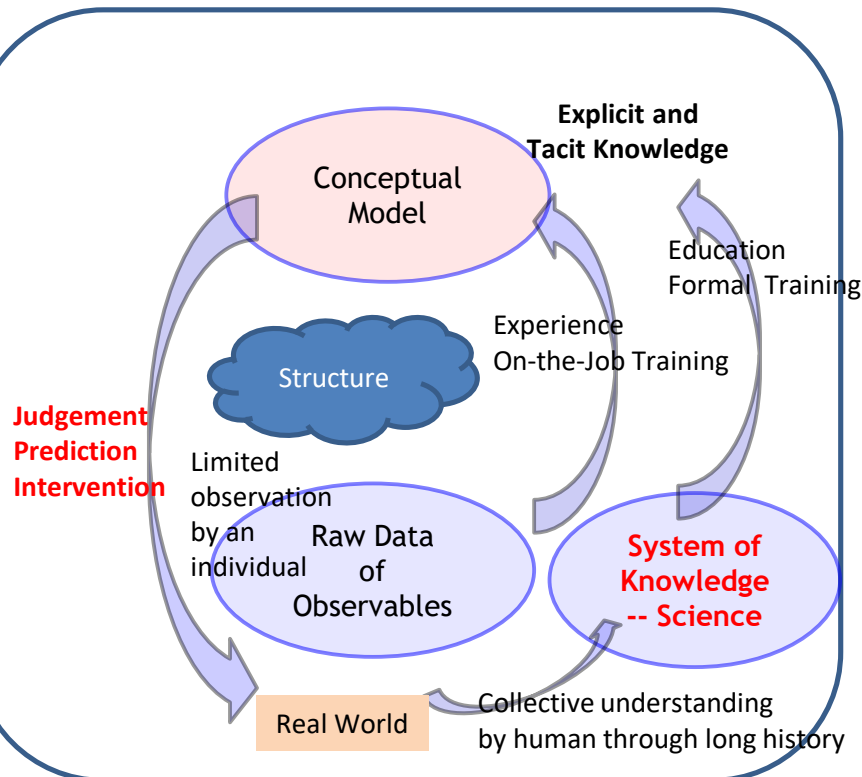 Explicit and
Tacit Knowledge
Conceptual
Model
Education
Formal Training
Experience
On-the-Job Training
Structure
Judgement
Prediction
Intervention
Limited
observation
by an
individual
Raw Data
of
Observables
System of
Knowledge
-- Science
Real World
Collective understanding
by human through long history